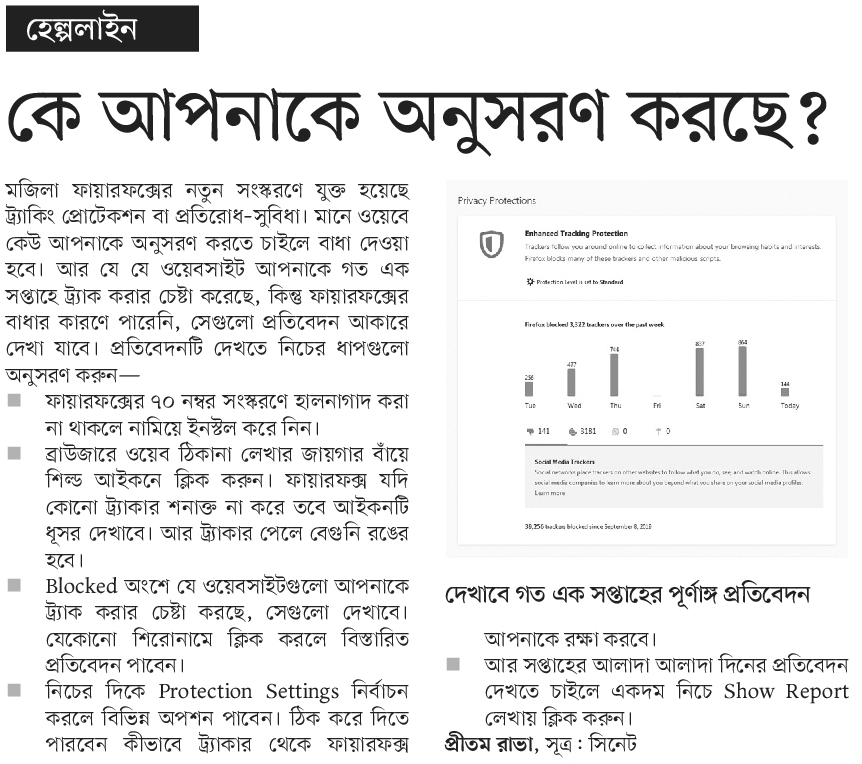 হেল্পলাইন
কে আপনাকে অনুসরণ করছে?
মজিলা ফায়ারফক্সের নতুন সংস্করণে যুক্ত হয়েছে
ট্র্যাকিং প্রোটেকশন বা প্রতিরোধ-সুবিধা। মানে ওয়েবে
কেউ আপনাকে অনুসরণ করতে চাইলে বাধা দেওয়া
হবে। আর যে যে ওয়েবসাইট আপনাকে গত এক
সপ্তাহে ট্র্যাক করার চেষ্টা করেছে, কিন্তু ফায়ারফক্সের
বাধার কারণে পারেনি, সেগুলো প্রতিবেদন আকারে
দেখা যাবে। প্রতিবেদনটি দেখতে নিচের ধাপগুলো
অনুসরণ করুন—
ফায়ারফক্সের ৭০ নম্বর সংস্করণে হালনাগাদ করা
না থাকলে নামিয়ে ইনস্টল করে নিন।
ব্রাউজারে ওয়েব ঠিকানা লেখার জায়গার বাঁয়ে
শিল্ড আইকনে ক্লিক করুন। ফায়ারফক্স যদি
কোনো ট্র্যাকার শনাক্ত না করে তবে আইকনটি
ধূসর দেখাবে। আর ট্র্যাকার পেলে বেগুনি রঙের
হবে।
Blocked অংশে যে ওয়েবসাইটগুলো আপনাকে
ট্র্যাক করার চেষ্টা করছে, সেগুলো দেখাবে।
যেকোনো শিরোনামে ক্লিক করলে বিস্তারিত
প্রতিবেদন পাবেন।
নিচের দিকে Protection Settings নির্বাচন
করলে বিভিন্ন অপশন পাবেন। ঠিক করে দিতে
পারবেন কীভাবে ট্র্যাকার থেকে ফায়ারফক্স
Privacy Protections
Enhanced Tracking Protection
Trackers follow you around online to collect information about your browsing habits and interests.
Firefox blocks many of these trackers and other malicious scripts.
Protection Level is set to Standard
Firefox blocked 3,322 trackers over the past week
256 477 744 837 864 144
Tue Wed Thu Fri Sat Sun Today
141 3181 0 0
Social Media Trackers
Social networks place trackers on other websites to follow what you do, see, and watch online. This allows
social media companies to learn more about you beyond what you share on your social media profiles.
Learn more
39,256 trackers blocked since September 8, 2019
দেখাবে গত এক সপ্তাহের পূর্ণাঙ্গ প্রতিবেদন
আপনাকে রক্ষা করবে।
আর সপ্তাহের আলাদা আলাদা দিনের প্রতিবেদন
দেখতে চাইলে একদম নিচে Show Report
লেখায় ক্লিক করুন।
প্রীতম রাভা, সূত্র : সিনেট